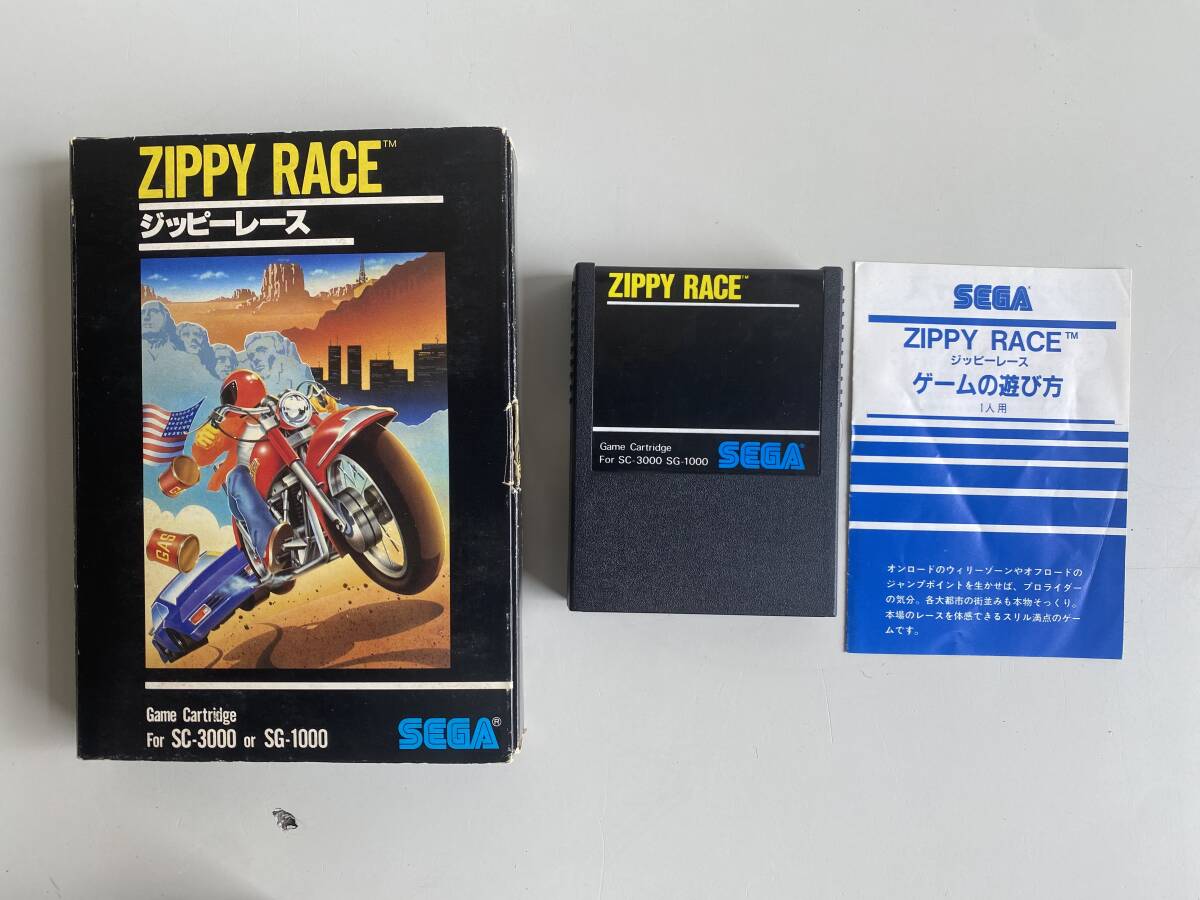 ZIPPY RACE™
ジッピーレース
GAS
Game Cartridge
For SC-3000 or SG-1000
SEGA®
ZIPPY RACE™
Game Cartridge
For SC-3000 SG-1000
SEGA
SEGA
ZIPPY RACE™
ジッピーレース
ゲームの遊び方
1人用
オンロードのウィリーゾーンやオフロードの
ジャンプポイントを生かせば、プロライダー
の気分。各大都市の街並みも本物そっくり。
本場のレースを体感できるスリル満点のゲー
ムです。